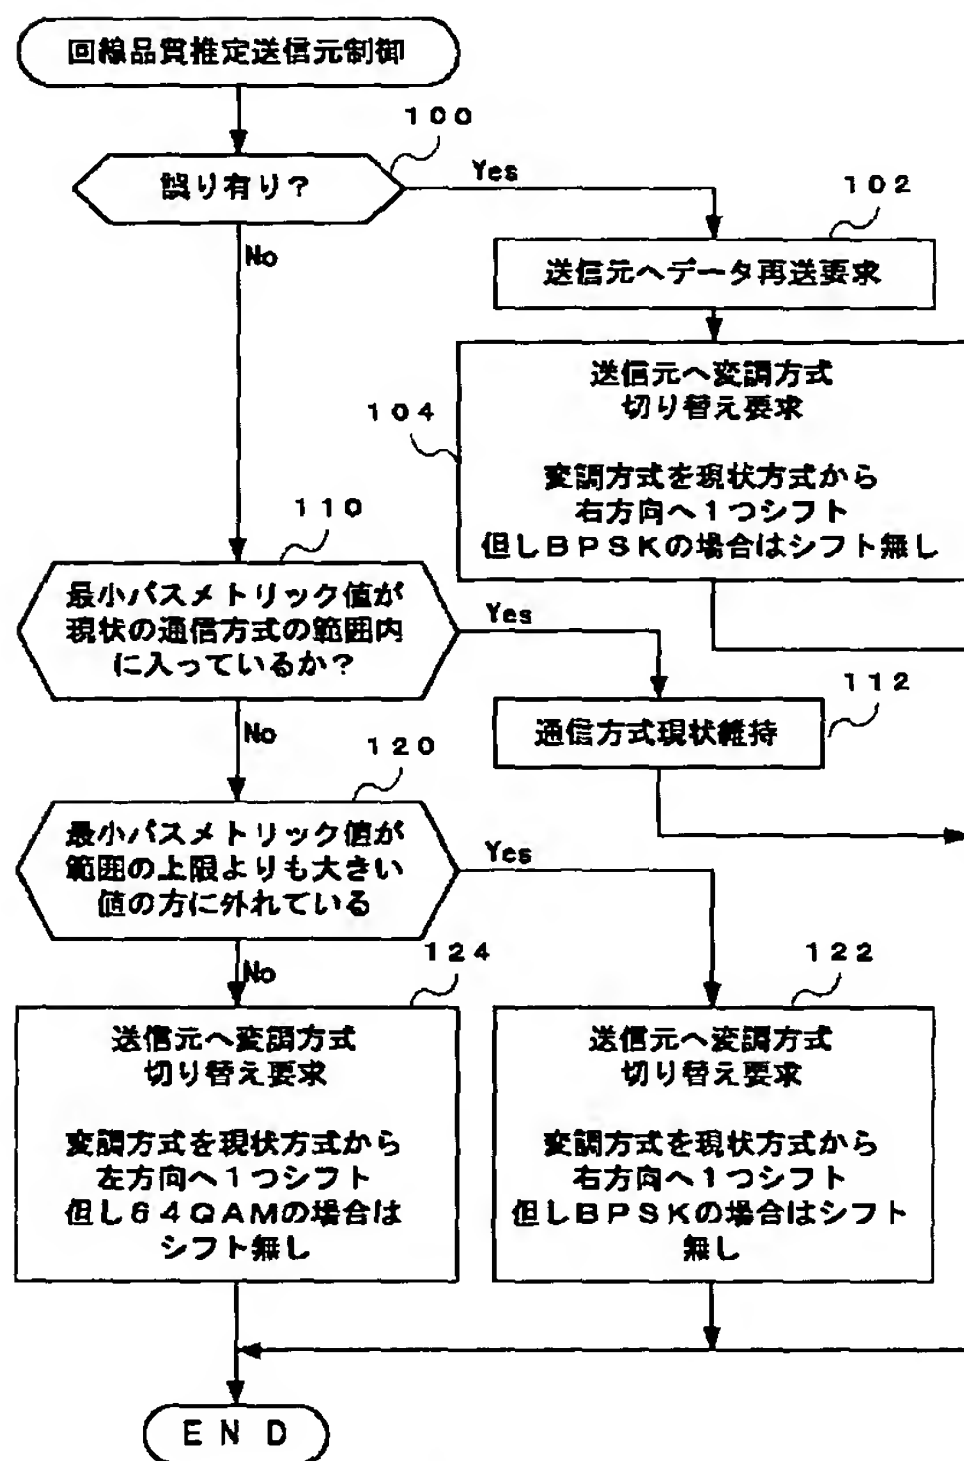 回線品質推定送信元制御
100
誤り有り?
Yes
No
102
送信元へデータ再送要求
104
送信元へ変調方式
切り替え要求
変調方式を現状方式から
右方向へ1つシフト
但しBPSKの場合はシフト無し
110
最小パスメトリック値が
現状の通信方式の範囲内
に入っているか?
Yes
No
112
通信方式現状維持
120
最小パスメトリック値が
範囲の上限よりも大きい
値の方に外れている
Yes
No
124
送信元へ変調方式
切り替え要求
変調方式を現状方式から
左方向へ1つシフト
但し64QAMの場合は
シフト無し
122
送信元へ変調方式
切り替え要求
変調方式を現状方式から
右方向へ1つシフト
但しBPSKの場合はシフト
無し
END